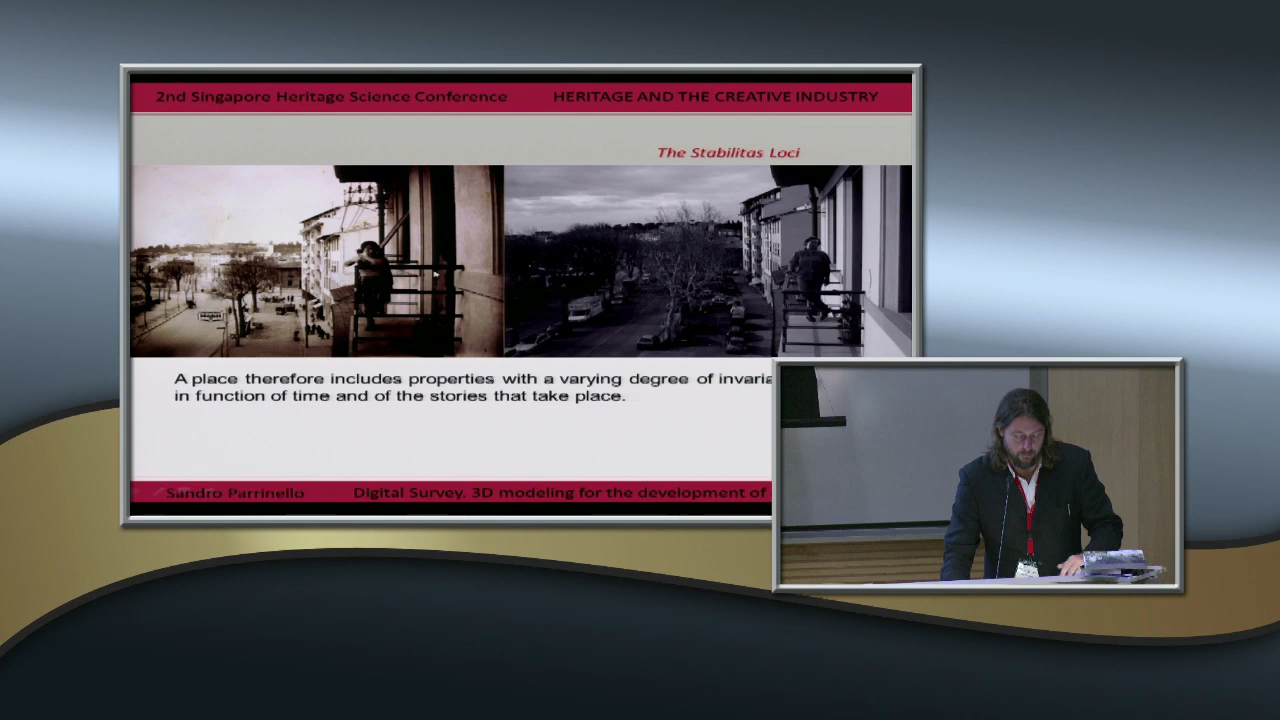 2nd Singapore Heritage Science Conference HERITAGE AND THE CREATIVE INDUSTRY
The Stabilitas Loci
A place therefore includes properties with a varying degree of invaria
in function of time and of the stories that take place.
Sandro Parrinello Digital Survey. 3D modeling for the development of